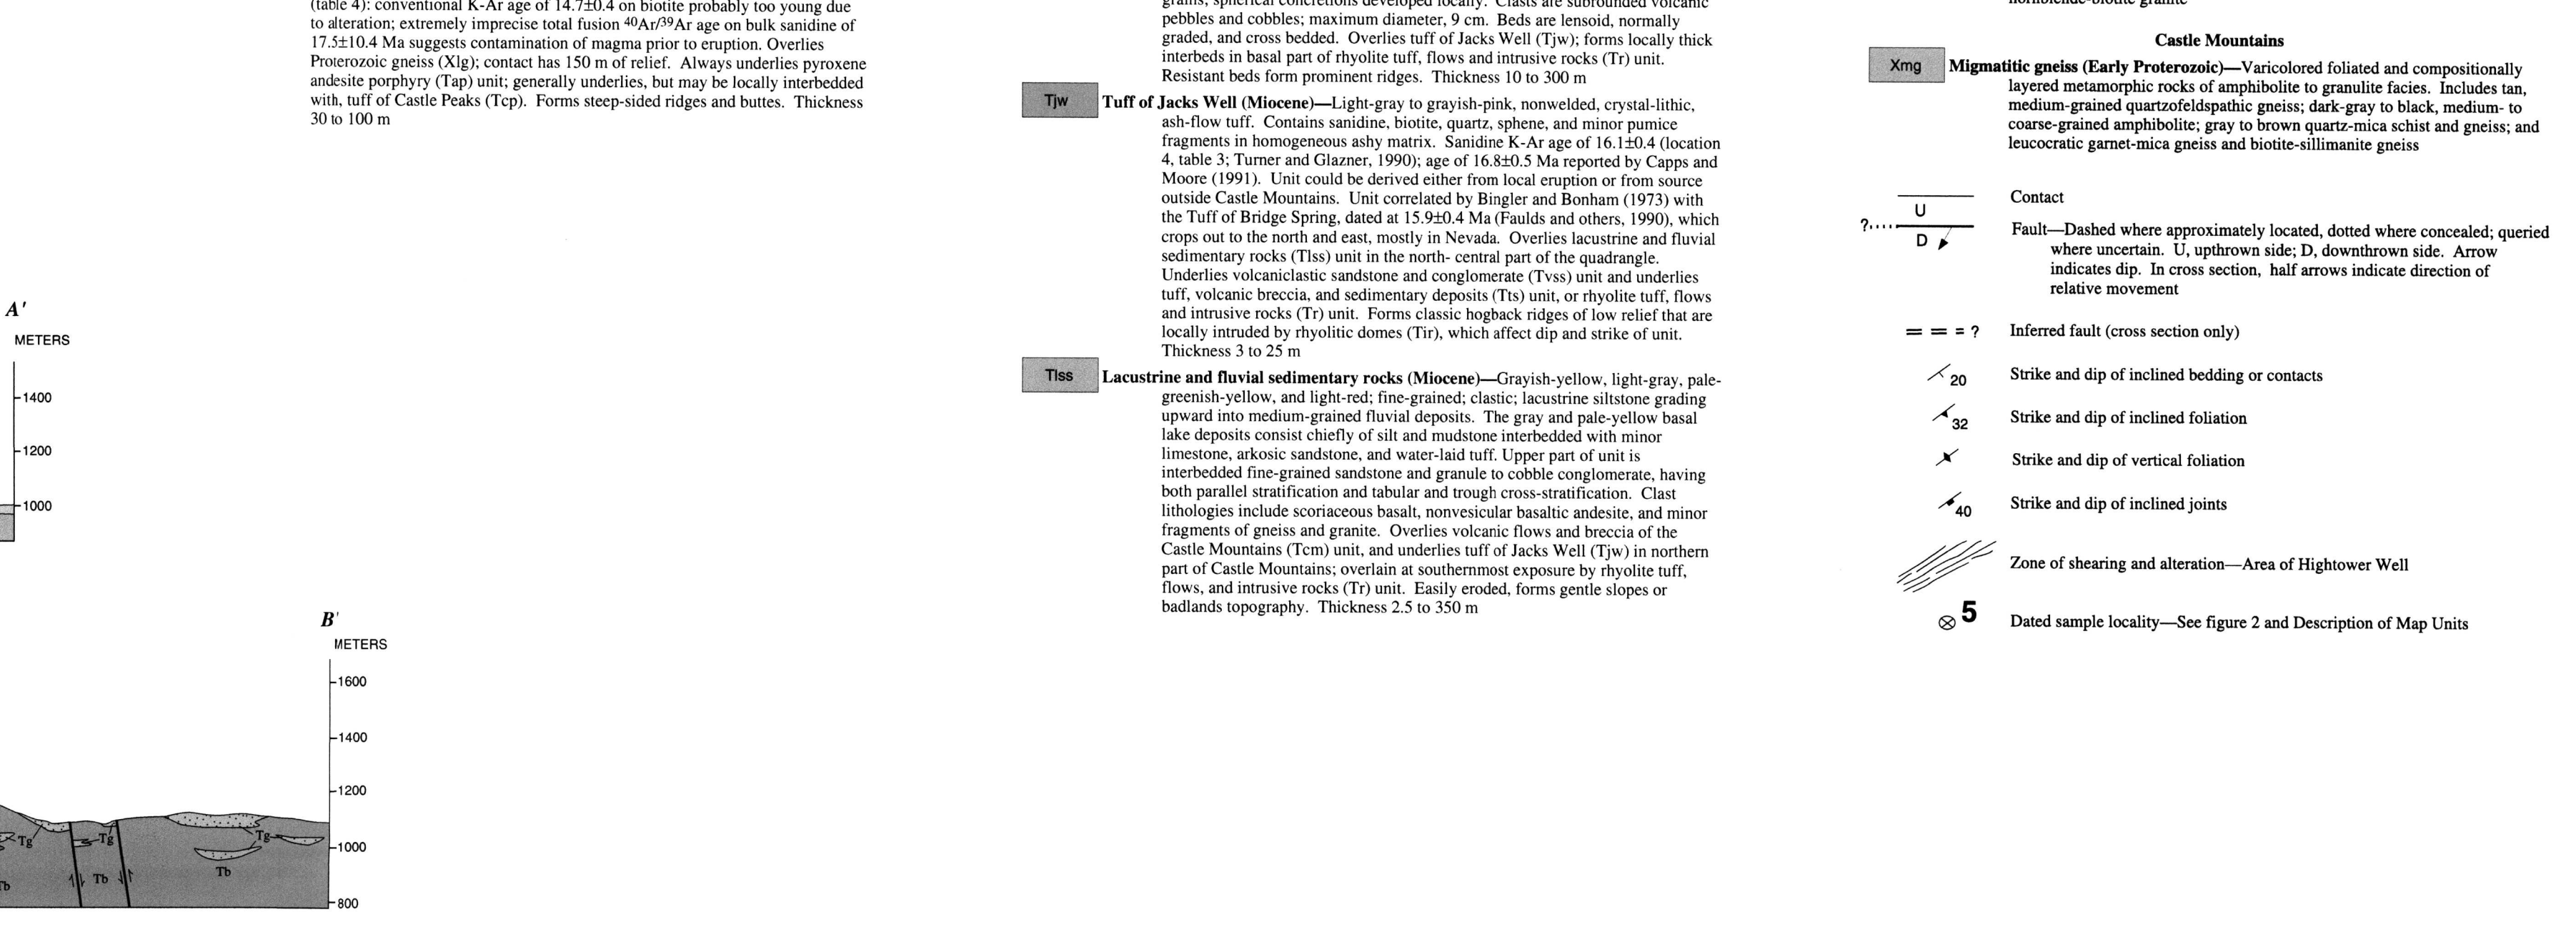 (table 4): conventional K-Ar age of 14.7±0.4 on biotite probably too young due
to alteration; extremely imprecise total fusion ⁴⁰Ar/³⁹Ar age on bulk sanidine of
17.5±10.4 Ma suggests contamination of magma prior to eruption. Overlies
Proterozoic gneiss (Xlg); contact has 150 m of relief. Always underlies pyroxene
andesite porphyry (Tap) unit; generally underlies, but may be locally interbedded
with, tuff of Castle Peaks (Tcp). Forms steep-sided ridges and buttes. Thickness
30 to 100 m
A'
METERS
1400
1200
1000
B'
METERS
1600
1400
1200
1000
800
Tg
Tg
Tg
Tb
Tb
Tb
grains, spherical concretions developed locally. Clasts are subrounded volcanic
pebbles and cobbles; maximum diameter, 9 cm. Beds are lensoid, normally
graded, and cross bedded. Overlies tuff of Jacks Well (Tjw); forms locally thick
interbeds in basal part of rhyolite tuff, flows and intrusive rocks (Tr) unit.
Resistant beds form prominent ridges. Thickness 10 to 300 m
Tjw Tuff of Jacks Well (Miocene)—Light-gray to grayish-pink, nonwelded, crystal-lithic,
ash-flow tuff. Contains sanidine, biotite, quartz, sphene, and minor pumice
fragments in homogeneous ashy matrix. Sanidine K-Ar age of 16.1±0.4 (location
4, table 3; Turner and Glazner, 1990); age of 16.8±0.5 Ma reported by Capps and
Moore (1991). Unit could be derived either from local eruption or from source
outside Castle Mountains. Unit correlated by Bingler and Bonham (1973) with
the Tuff of Bridge Spring, dated at 15.9±0.4 Ma (Faulds and others, 1990), which
crops out to the north and east, mostly in Nevada. Overlies lacustrine and fluvial
sedimentary rocks (Tlss) unit in the north- central part of the quadrangle.
Underlies volcaniclastic sandstone and conglomerate (Tvss) unit and underlies
tuff, volcanic breccia, and sedimentary deposits (Tts) unit, or rhyolite tuff, flows
and intrusive rocks (Tr) unit. Forms classic hogback ridges of low relief that are
locally intruded by rhyolitic domes (Tir), which affect dip and strike of unit.
Thickness 3 to 25 m
Tlss Lacustrine and fluvial sedimentary rocks (Miocene)—Grayish-yellow, light-gray, pale-
greenish-yellow, and light-red; fine-grained; clastic; lacustrine siltstone grading
upward into medium-grained fluvial deposits. The gray and pale-yellow basal
lake deposits consist chiefly of silt and mudstone interbedded with minor
limestone, arkosic sandstone, and water-laid tuff. Upper part of unit is
interbedded fine-grained sandstone and granule to cobble conglomerate, having
both parallel stratification and tabular and trough cross-stratification. Clast
lithologies include scoriaceous basalt, nonvesicular basaltic andesite, and minor
fragments of gneiss and granite. Overlies volcanic flows and breccia of the
Castle Mountains (Tcm) unit, and underlies tuff of Jacks Well (Tjw) in northern
part of Castle Mountains; overlain at southernmost exposure by rhyolite tuff,
flows, and intrusive rocks (Tr) unit. Easily eroded, forms gentle slopes or
badlands topography. Thickness 2.5 to 350 m
hornblende-biotite granite
Castle Mountains
Xmg Migmatitic gneiss (Early Proterozoic)—Varicolored foliated and compositionally
layered metamorphic rocks of amphibolite to granulite facies. Includes tan,
medium-grained quartzofeldspathic gneiss; dark-gray to black, medium- to
coarse-grained amphibolite; gray to brown quartz-mica schist and gneiss; and
leucocratic garnet-mica gneiss and biotite-sillimanite gneiss
Contact
U
?
D
Fault—Dashed where approximately located, dotted where concealed; queried
where uncertain. U, upthrown side; D, downthrown side. Arrow
indicates dip. In cross section, half arrows indicate direction of
relative movement
? Inferred fault (cross section only)
20 Strike and dip of inclined bedding or contacts
32 Strike and dip of inclined foliation
Strike and dip of vertical foliation
40 Strike and dip of inclined joints
Zone of shearing and alteration—Area of Hightower Well
5 Dated sample locality—See figure 2 and Description of Map Units